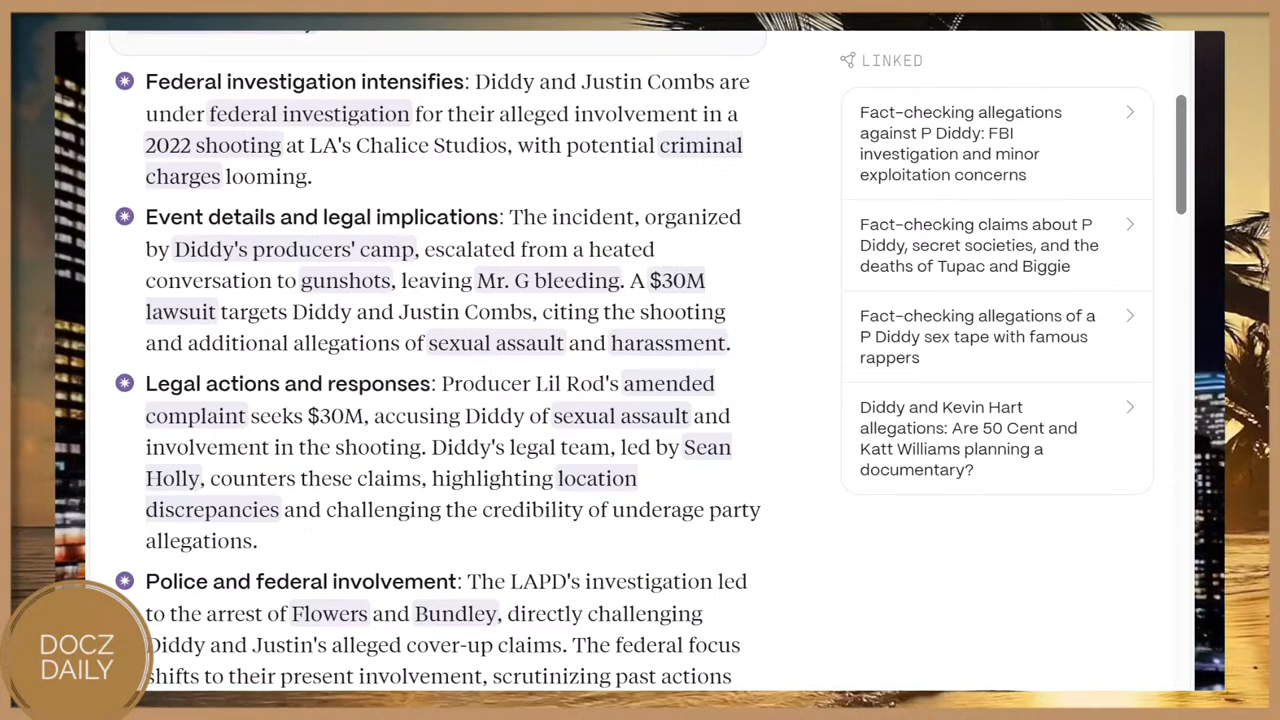 Federal investigation intensifies: Diddy and Justin Combs are
under federal investigation for their alleged involvement in a
2022 shooting at LA's Chalice Studios, with potential criminal
charges looming.
Event details and legal implications: The incident, organized
by Diddy's producers' camp, escalated from a heated
conversation to gunshots, leaving Mr. G bleeding. A $30M
lawsuit targets Diddy and Justin Combs, citing the shooting
and additional allegations of sexual assault and harassment.
Legal actions and responses: Producer Lil Rod's amended
complaint seeks $30M, accusing Diddy of sexual assault and
involvement in the shooting. Diddy's legal team, led by Sean
Holly, counters these claims, highlighting location
discrepancies and challenging the credibility of underage party
allegations.
Police and federal involvement: The LAPD's investigation led
to the arrest of Flowers and Bundley, directly challenging
Diddy and Justin's alleged cover-up claims. The federal focus
shifts to their present involvement, scrutinizing past actions
LINKED
Fact-checking allegations
against P Diddy: FBI
investigation and minor
exploitation concerns
Fact-checking claims about P
Diddy, secret societies, and the
deaths of Tupac and Biggie
Fact-checking allegations of a
P Diddy sex tape with famous
rappers
Diddy and Kevin Hart
allegations: Are 50 Cent and
Katt Williams planning a
documentary?
DOCZ
DAILY